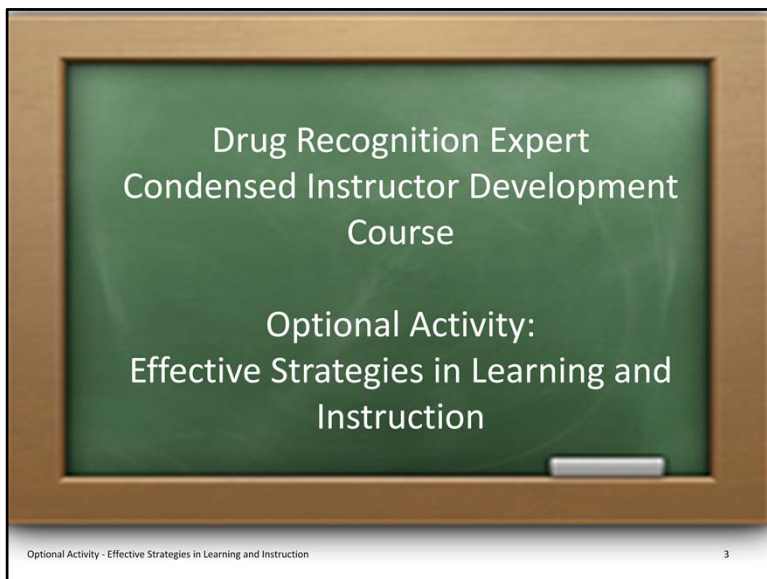 Drug Recognition Expert
Condensed Instructor Development
Course
Optional Activity:
Effective Strategies in Learning and
Instruction
Optional Activity - Effective Strategies in Learning and Instruction
3